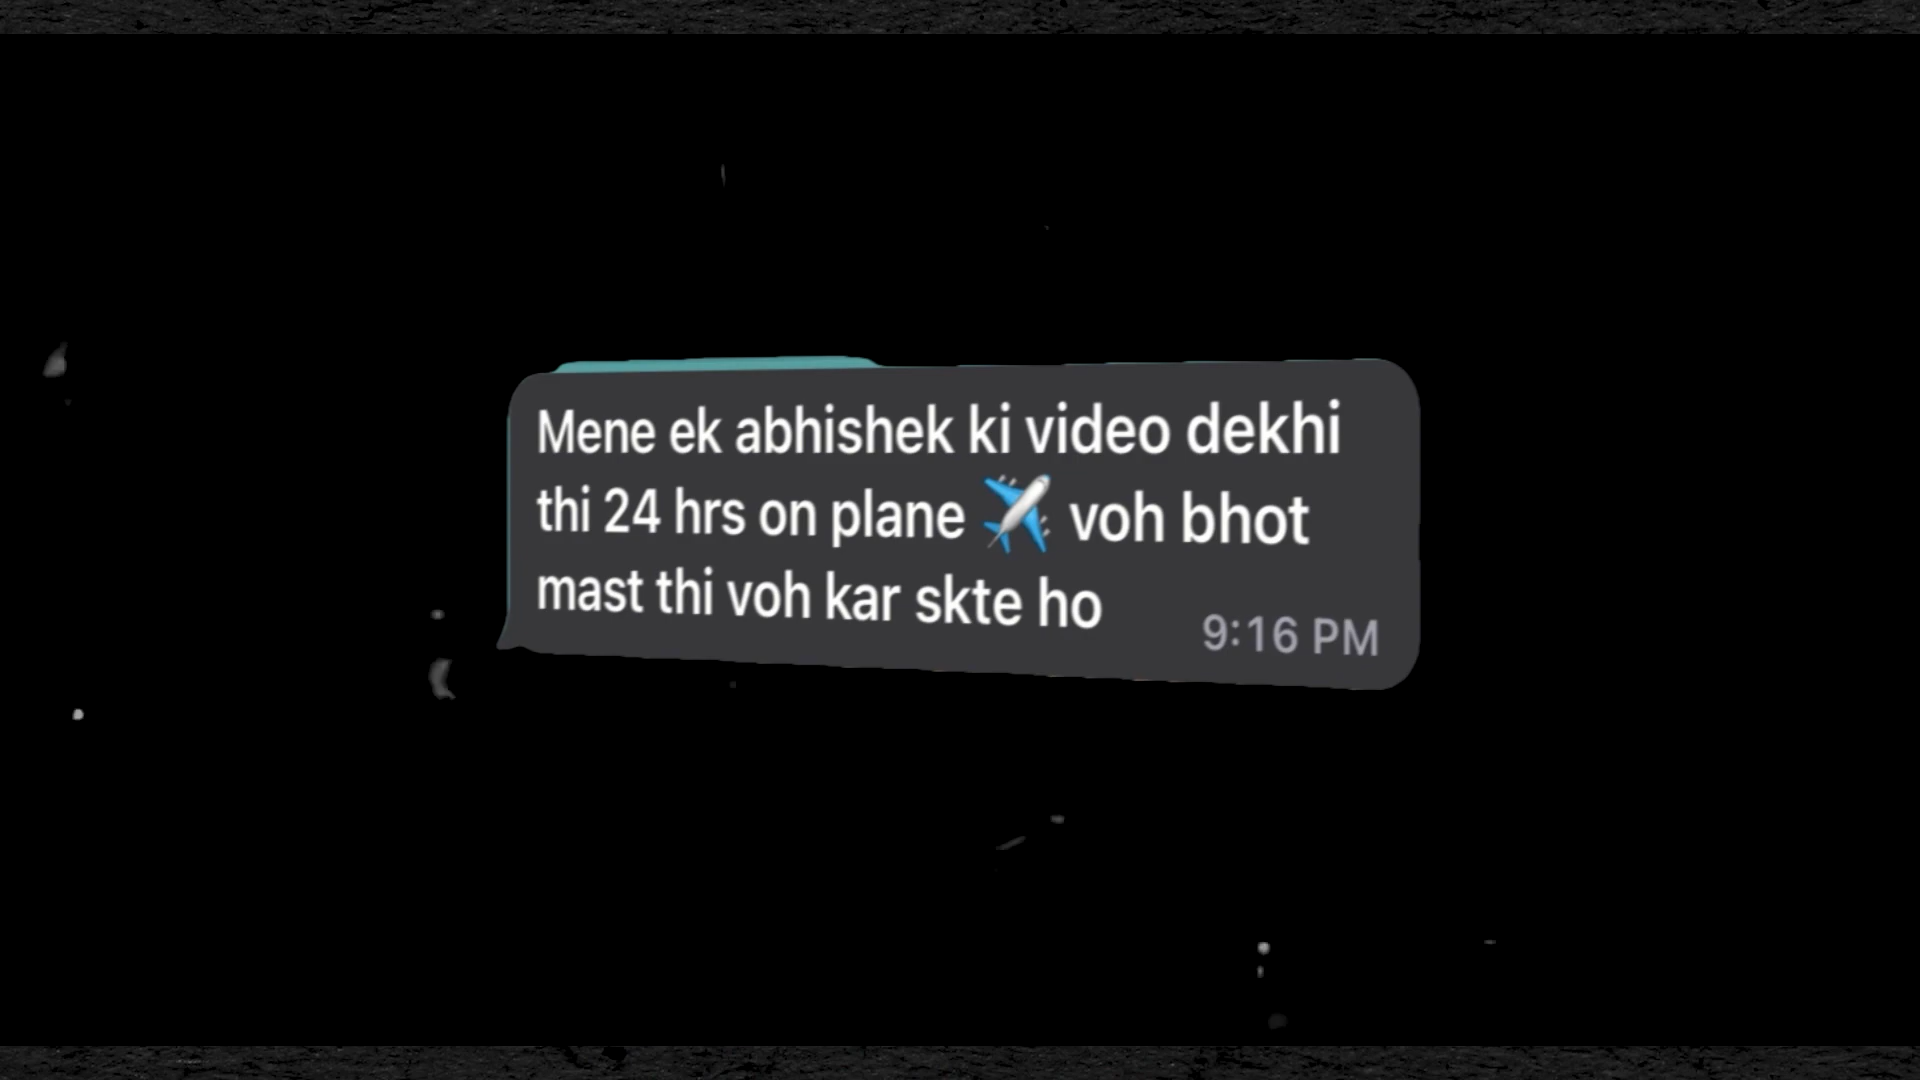 Mene ek abhishek ki video dekhi
thi 24 hrs on plane ✈️ voh bhot
mast thi voh kar skte ho
9:16 PM